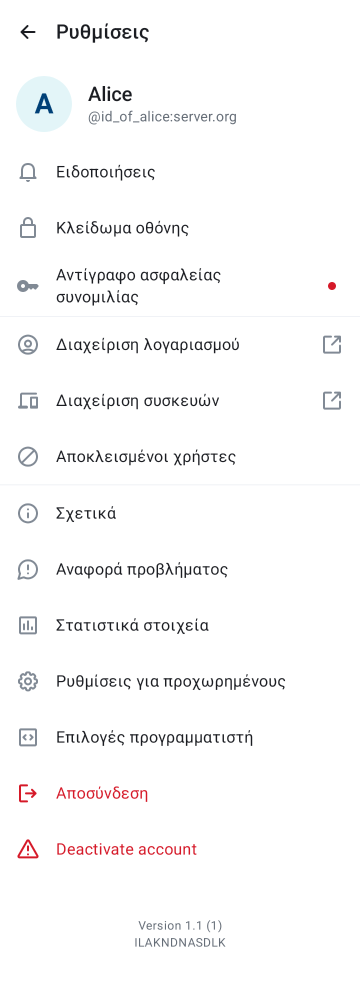 Ρυθμίσεις
A
Alice
@id_of_alice:server.org
Ειδοποιήσεις
Κλείδωμα οθόνης
Αντίγραφο ασφαλείας
συνομιλίας
Διαχείριση λογαριασμού
Διαχείριση συσκευών
Αποκλεισμένοι χρήστες
Σχετικά
Αναφορά προβλήματος
Στατιστικά στοιχεία
Ρυθμίσεις για προχωρημένους
Επιλογές προγραμματιστή
Αποσύνδεση
Deactivate account
Version 1.1 (1)
ILAKNDNASDLK